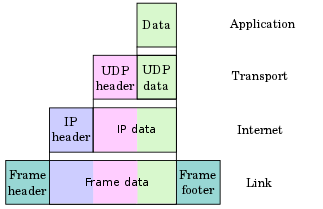 Data
Application
UDP
header
UDP
data
Transport
IP
header
IP data
Internet
Frame
header
Frame data
Frame
footer
Link